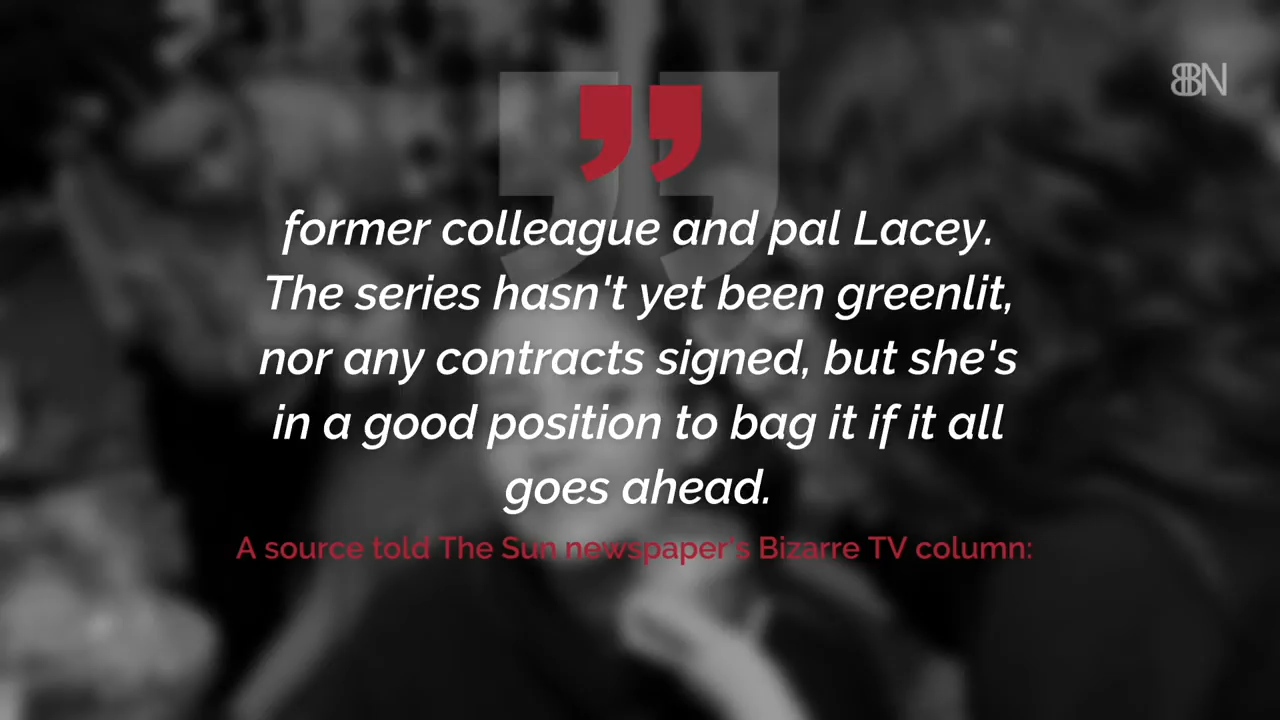 BBN
former colleague and pal Lacey.
The series hasn't yet been greenlit,
nor any contracts signed, but she's
in a good position to bag it if it all
goes ahead.
A source told The Sun newspaper's Bizarre TV column: